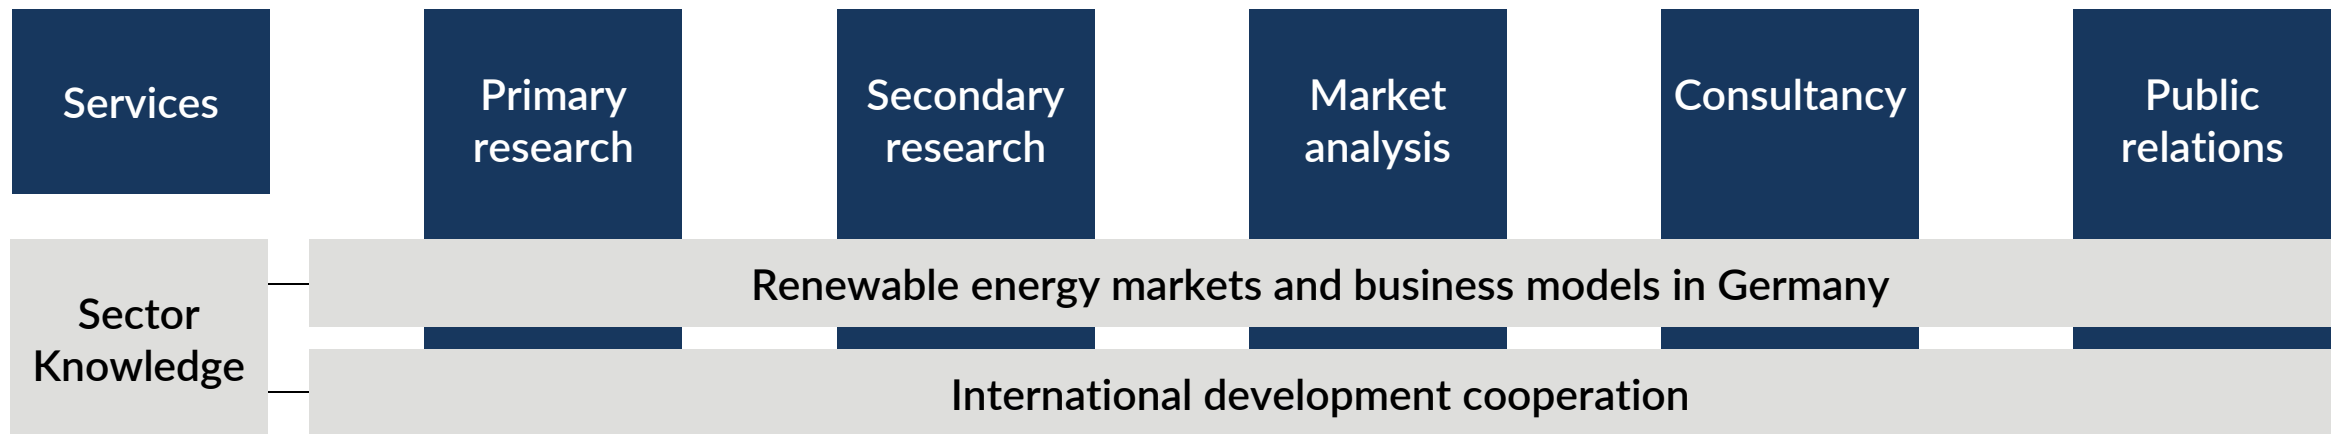 Services
Primary
research
Secondary
research
Market
analysis
Consultancy
Public
relations
Sector
Knowledge
Renewable energy markets and business models in Germany
International development cooperation